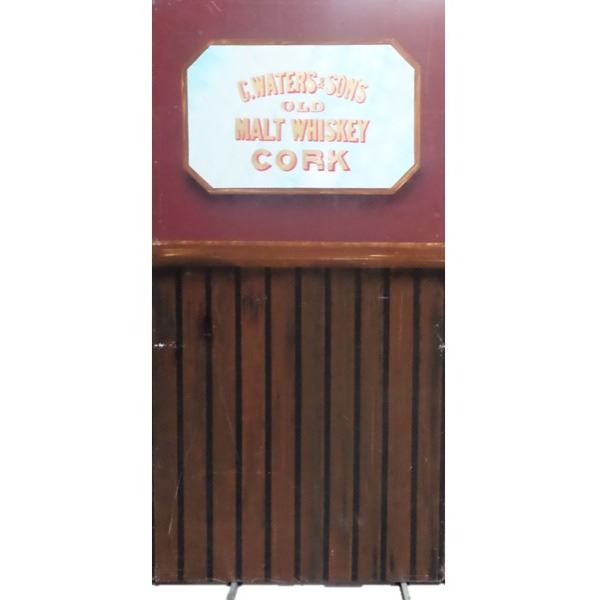 C. WATERS & SONS
OLD
MALT WHISKEY
CORK